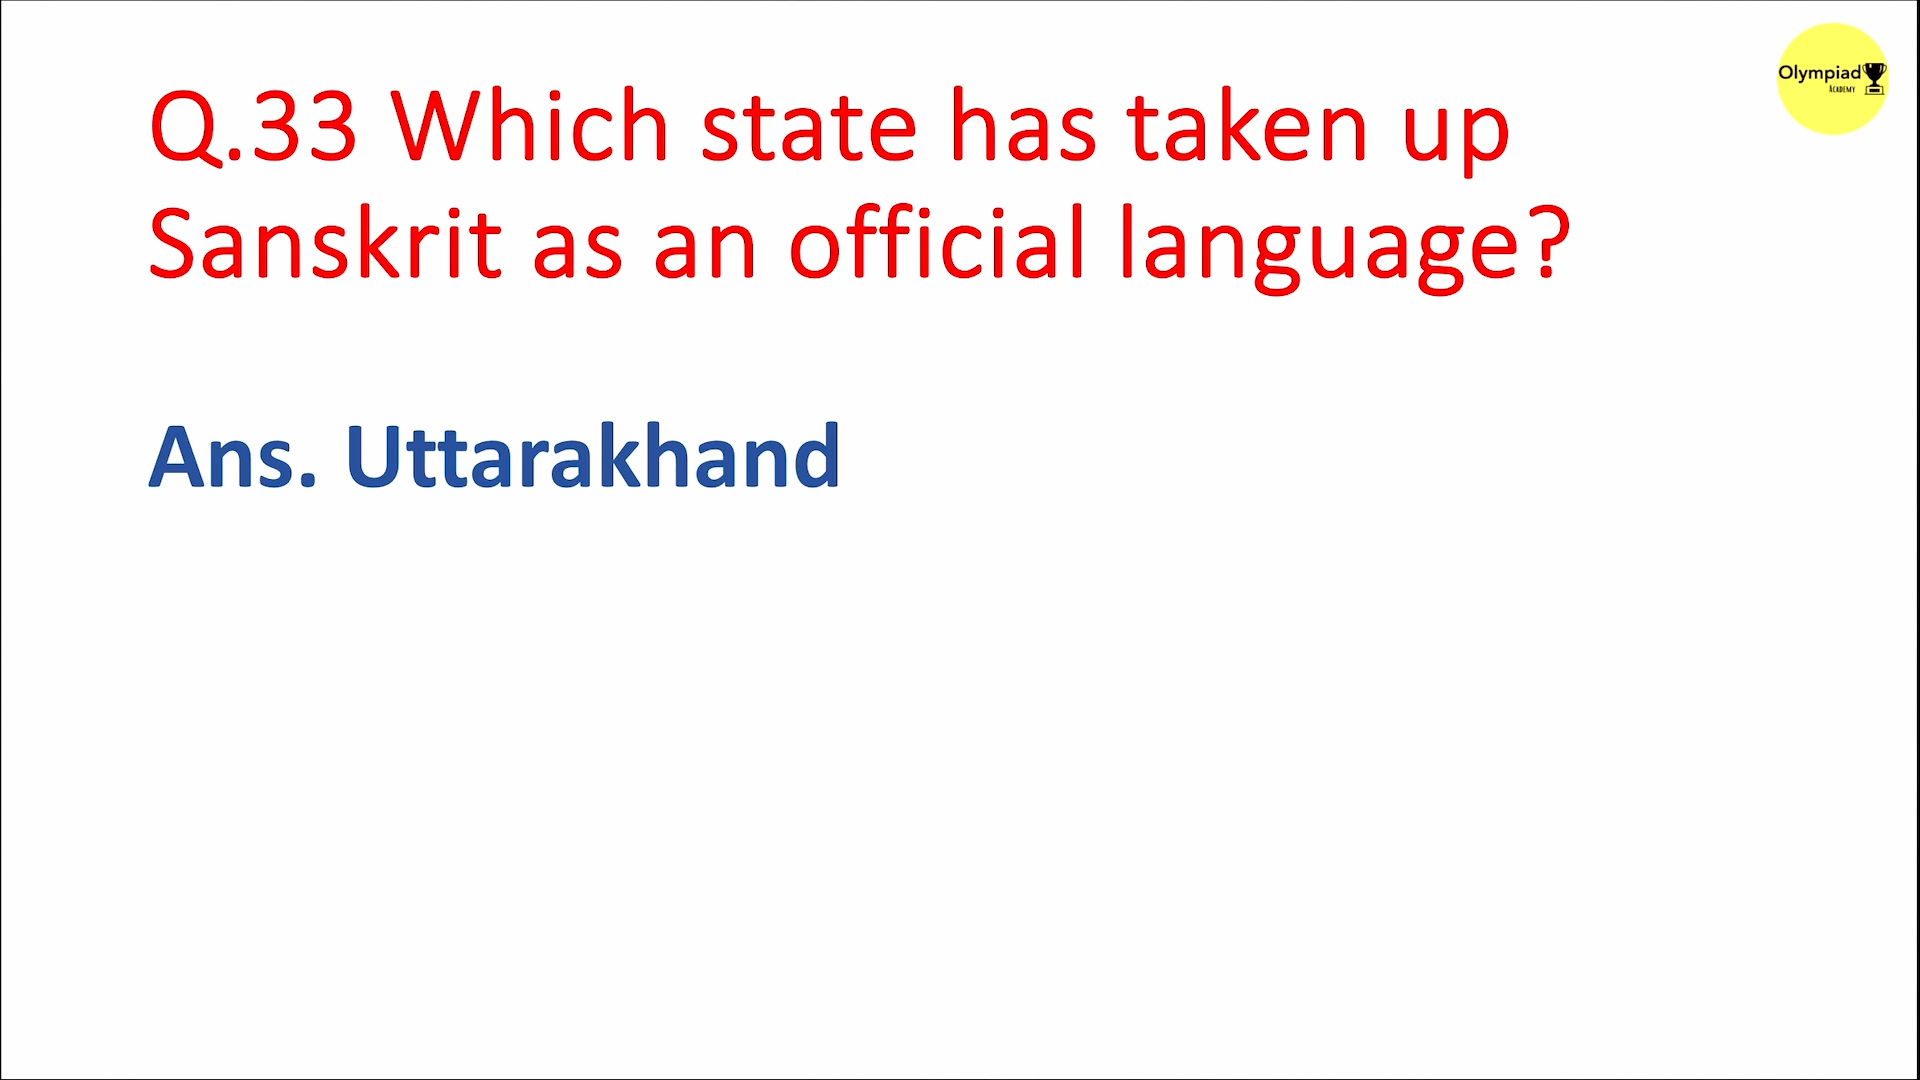 Olympiad
Academy
Q.33 Which state has taken up
Sanskrit as an official language?
Ans. Uttarakhand